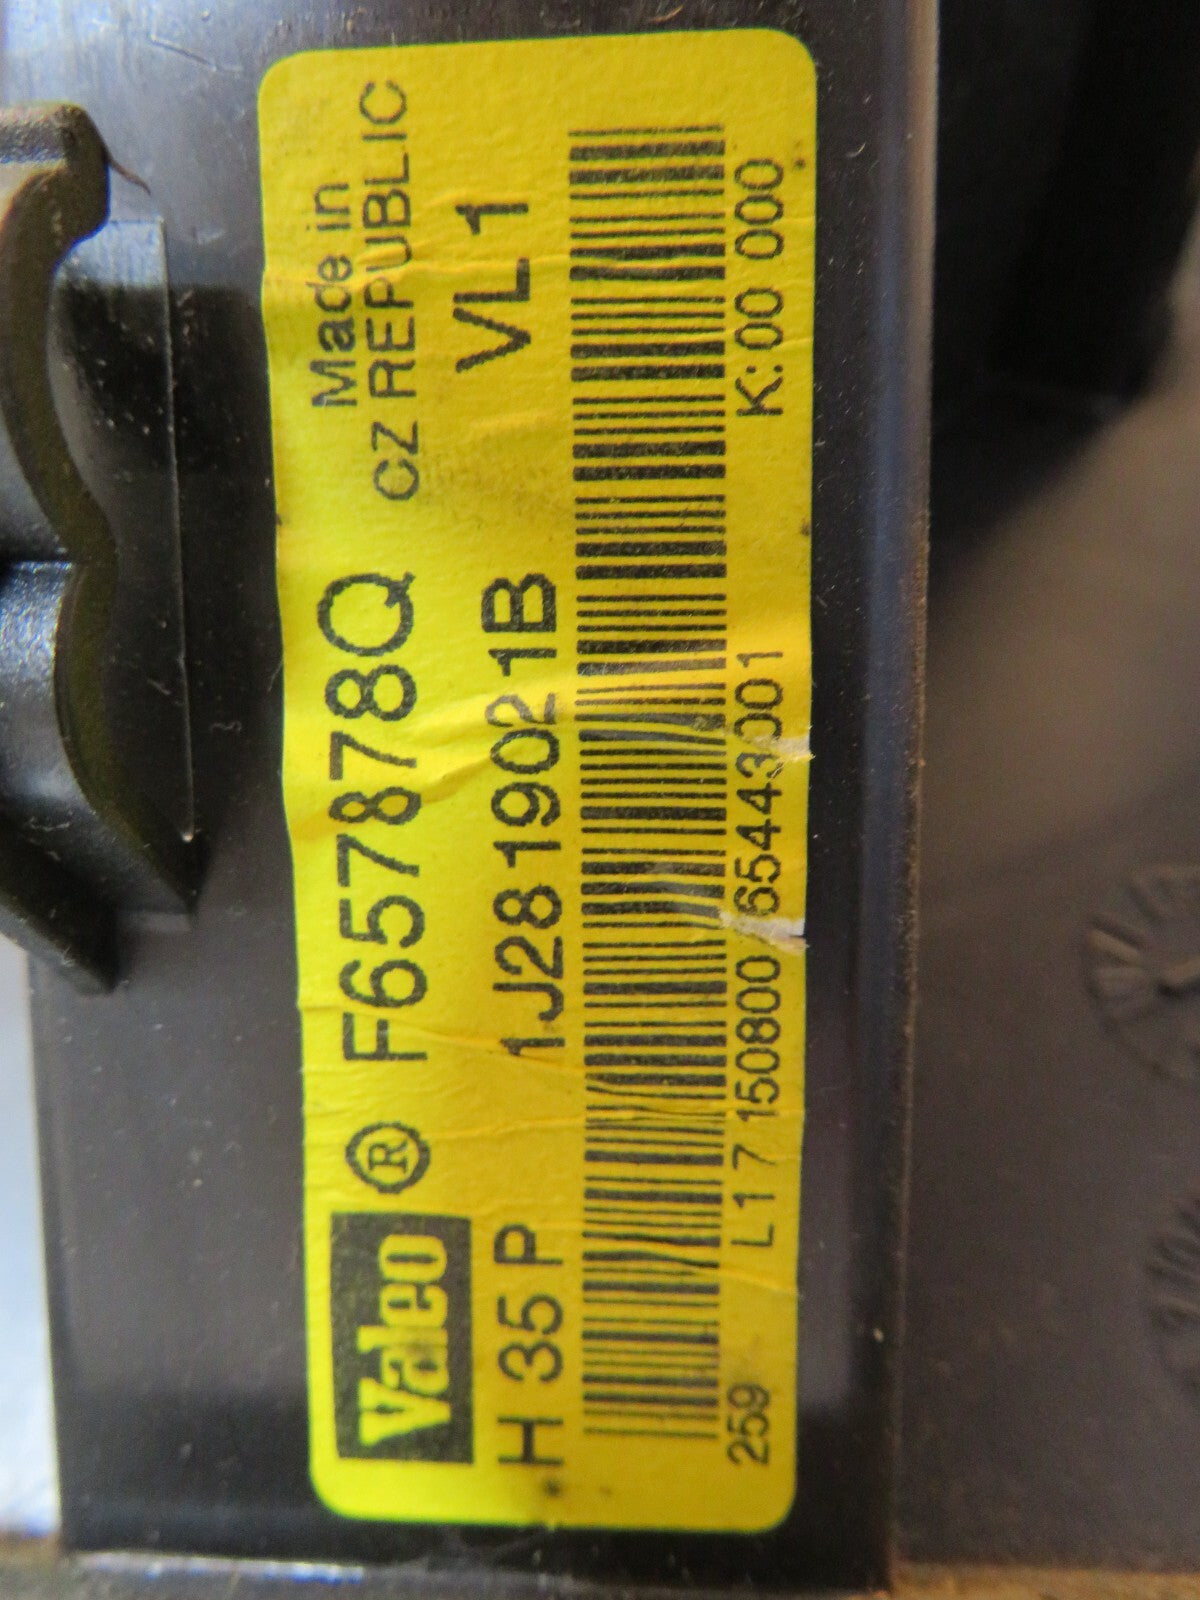 Valeo ® F657878Q Made in
CZ REPUBLIC
H 35 P 1J2819021B VL 1
259 L1 7 150800 65443001 K: 00 000